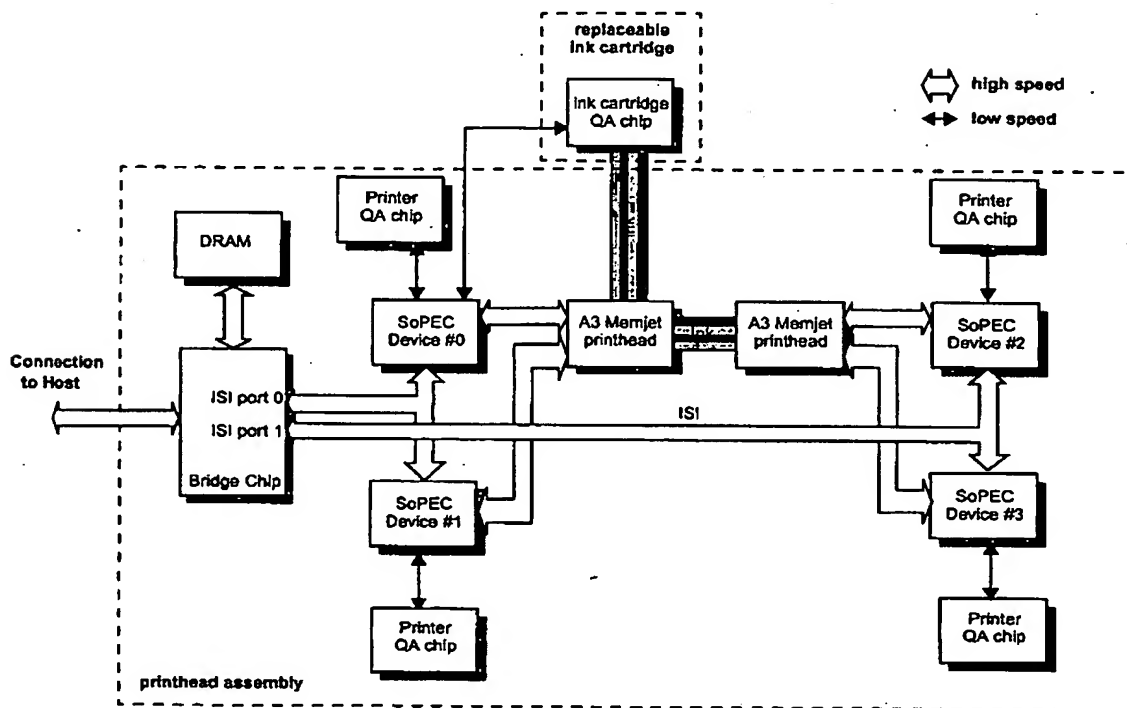 replaceable
ink cartridge
Ink cartridge
QA chip
high speed
low speed
Printer
QA chip
DRAM
Printer
QA chip
SoPEC
Device #0
A3 Memjet
printhead
Ink
A3 Memjet
printhead
SoPEC
Device #2
Connection
to Host
ISI port 0
ISI port 1
Bridge Chip
ISI
SoPEC
Device #1
SoPEC
Device #3
Printer
QA chip
Printer
QA chip
printhead assembly